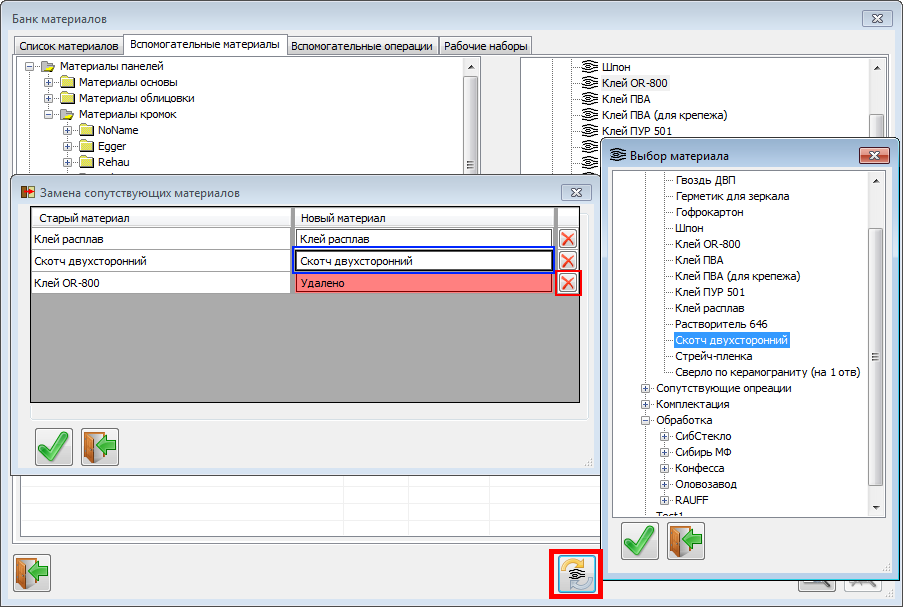 Банк материалов
Список материалов
Вспомогательные материалы
Вспомогательные операции
Рабочие наборы
Материалы панелей
Материалы основы
Материалы облицовки
Материалы кромок
NoName
Egger
Rehau
Шпон
Клей OR-800
Клей ПВА
Клей ПВА (для крепежа)
Клей ПУР 501
Замена сопутствующих материалов
Старый материал
Новый материал
Клей расплав
Клей расплав
Скотч двухсторонний
Скотч двухсторонний
Клей OR-800
Удалено
Выбор материала
Гвоздь ДВП
Герметик для зеркала
Гофрокартон
Шпон
Клей OR-800
Клей ПВА
Клей ПВА (для крепежа)
Клей ПУР 501
Клей расплав
Растворитель 646
Скотч двухсторонний
Стрейч-пленка
Сверло по керамограниту (на 1 отв)
Сопутствующие опреации
Комплектация
Обработка
СибСтекло
Сибирь МФ
Конфесса
Оловозавод
RAUFF
Test1